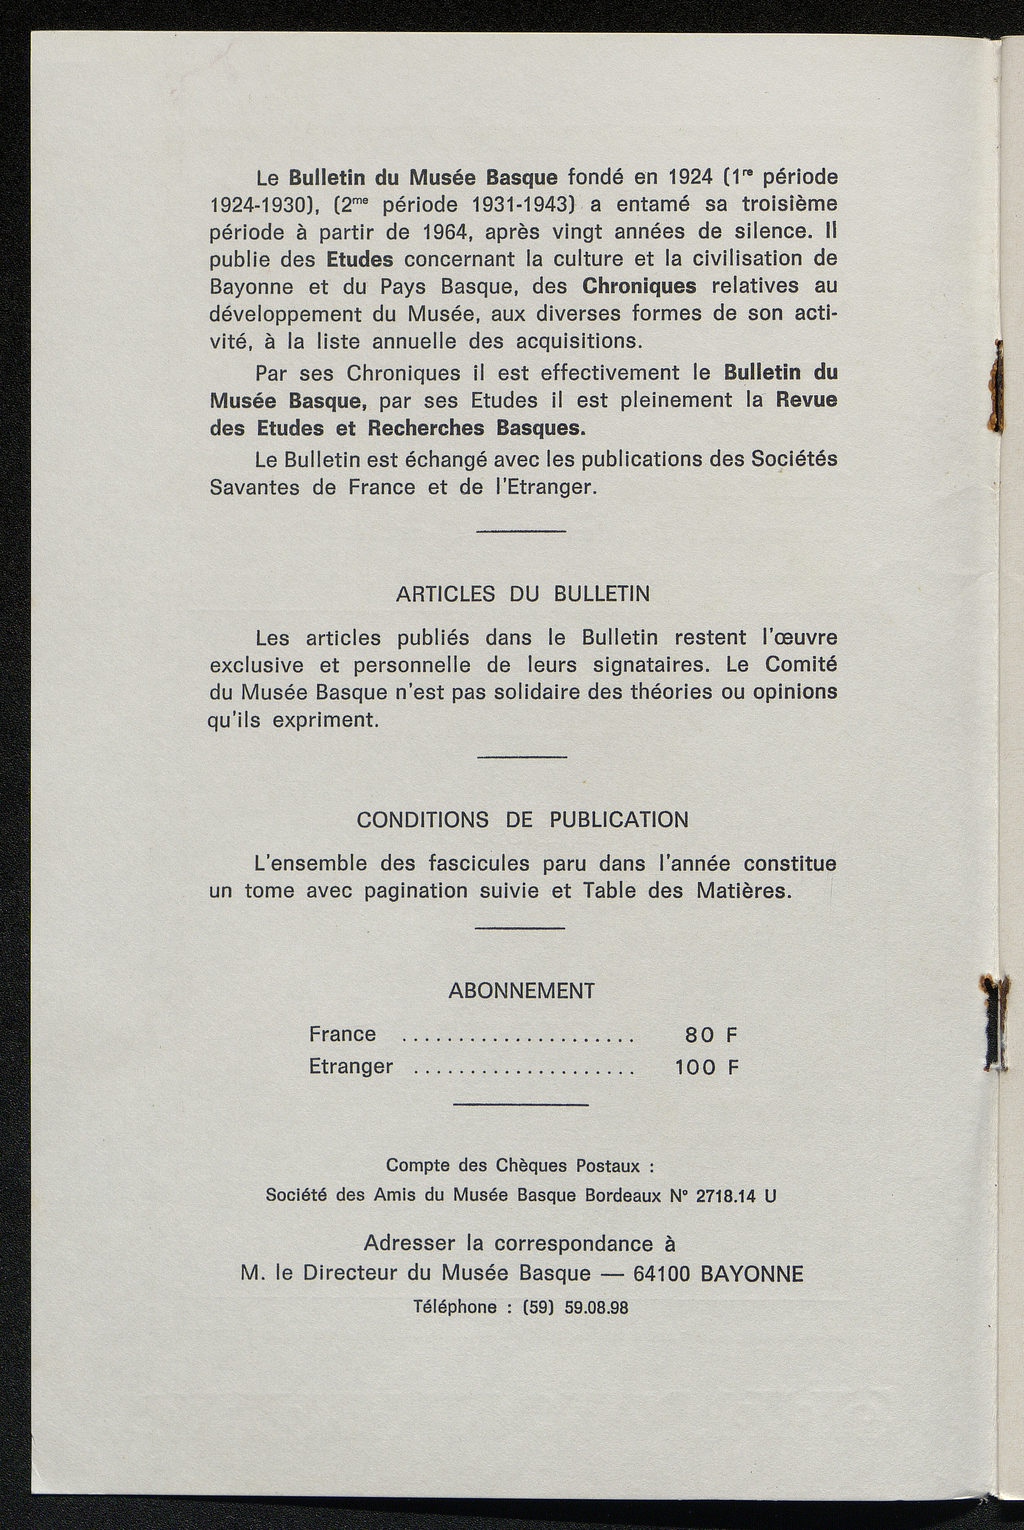 Le Bulletin du Musée Basque fondé en 1924 (1re période
1924-1930), (2me période 1931-1943) a entamé sa troisième
période à partir de 1964, après vingt années de silence. Il
publie des Etudes concernant la culture et la civilisation de
Bayonne et du Pays Basque, des Chroniques relatives au
développement du Musée, aux diverses formes de son acti-
vité, à la liste annuelle des acquisitions.
Par ses Chroniques il est effectivement le Bulletin du
Musée Basque, par ses Etudes il est pleinement la Revue
des Etudes et Recherches Basques.
Le Bulletin est échangé avec les publications des Sociétés
Savantes de France et de l'Etranger.
ARTICLES DU BULLETIN
Les articles publiés dans le Bulletin restent l'œuvre
exclusive et personnelle de leurs signataires. Le Comité
du Musée Basque n'est pas solidaire des théories ou opinions
qu'ils expriment.
CONDITIONS DE PUBLICATION
L'ensemble des fascicules paru dans l'année constitue
un tome avec pagination suivie et Table des Matières.
ABONNEMENT
France ..................... 80 F
Etranger .................... 100 F
Compte des Chèques Postaux :
Société des Amis du Musée Basque Bordeaux N° 2718.14 U
Adresser la correspondance à
M. le Directeur du Musée Basque — 64100 BAYONNE
Téléphone : (59) 59.08.98